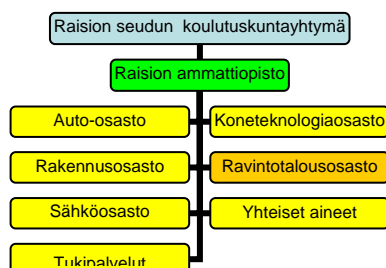 Raision seudun koulutuskuntayhtymä
Raision ammattiopisto
Auto-osasto
Koneteknologiaosasto
Rakennusosasto
Ravintotalousosasto
Sähköosasto
Yhteiset aineet
Tukipalvelut